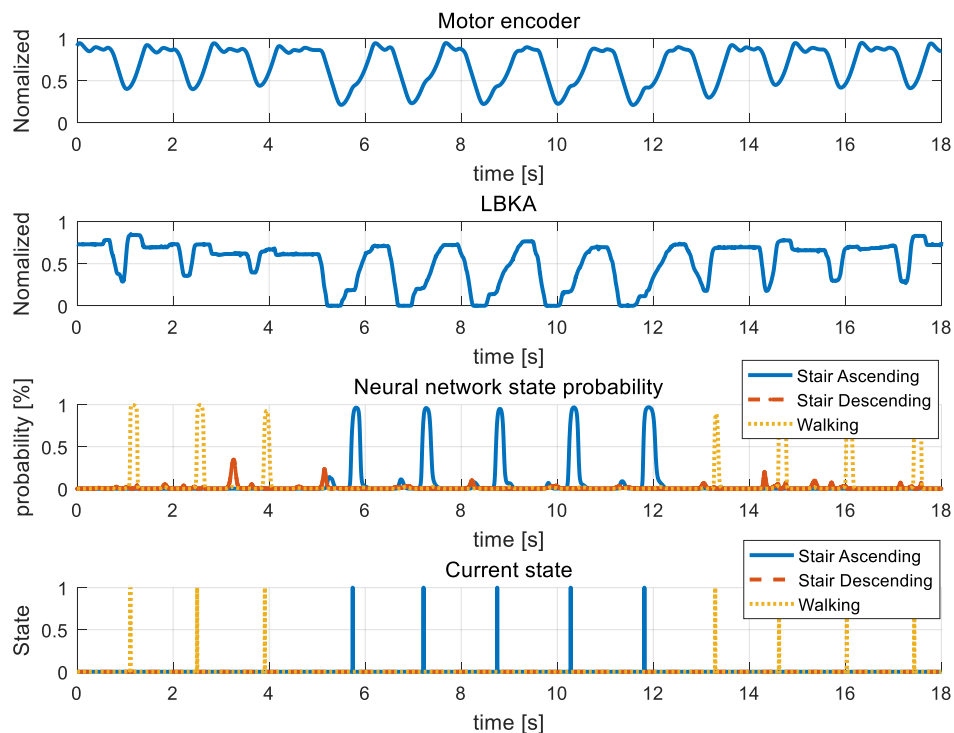 Motor encoder
Nomalized
1
0.5
0
0 2 4 6 8 10 12 14 16 18
time [s]
LBKA
Nomalized
1
0.5
0
0 2 4 6 8 10 12 14 16 18
time [s]
Neural network state probability
probability [%]
1
0.5
0
Stair Ascending
Stair Descending
Walking
0 2 4 6 8 10 12 14 16 18
time [s]
Current state
State
1
0.5
0
Stair Ascending
Stair Descending
Walking
0 2 4 6 8 10 12 14 16 18
time [s]